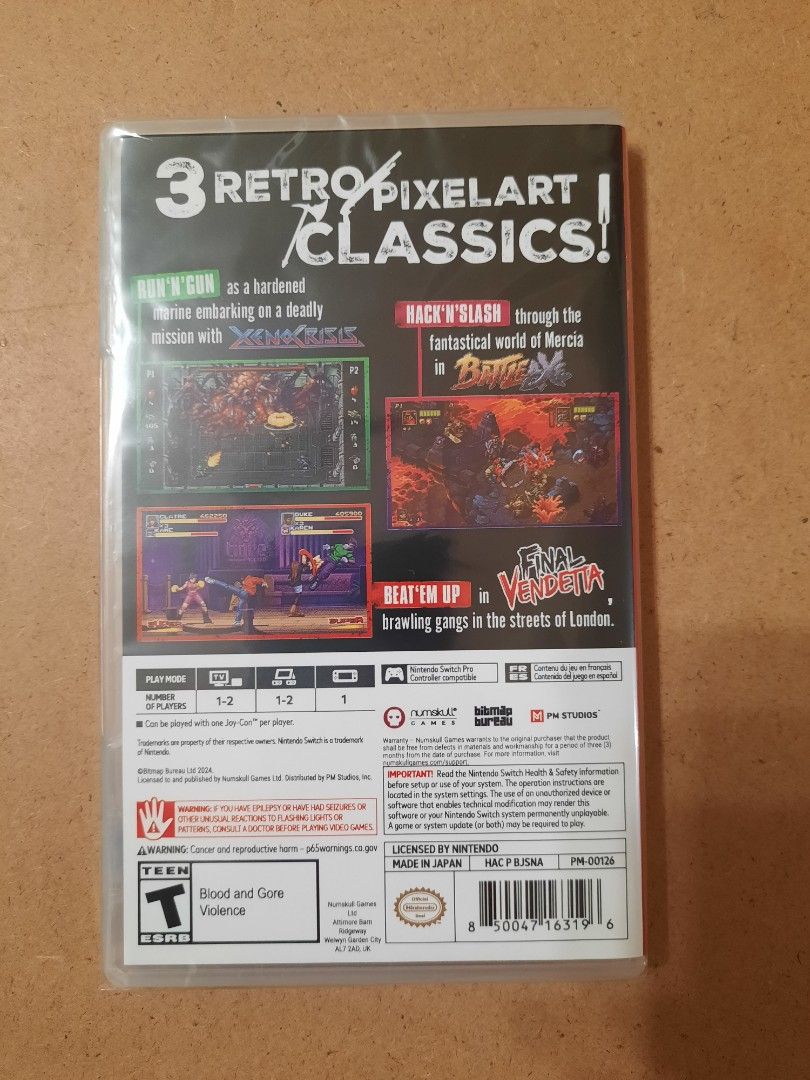 3 RETRO PIXELART
CLASSICS!
RUN'N'GUN as a hardened
marine embarking on a deadly
mission with XENOCRISIS
HACK'N'SLASH through the
fantastical world of Mercia
in BATTLE AXE
P1
P2
CLAIRE 452250
X3
DUKE 405900
X3
KAREN
SUPER
SUPER
BEAT'EM UP in FINAL VENDETTA,
brawling gangs in the streets of London.
PLAY MODE
TV
NUMBER
OF PLAYERS
1-2
1-2
1
Nintendo Switch Pro
Controller compatible
FR
ES
Contenu du jeu en français
Contenido del juego en español
Can be played with one Joy-Con™ per player.
Trademarks are property of their respective owners. Nintendo Switch is a trademark
of Nintendo.
©Bitmap Bureau Ltd 2024.
Licensed to and published by Numskull Games Ltd. Distributed by PM Studios, Inc.
numskull
GAMES
bitmap
bureau
PM STUDIOS
Warranty - Numskull Games warrants to the original purchaser that the product
shall be free from defects in materials and workmanship for a period of three (3)
months from the date of purchase. For more information, visit
numskullgames.com/support.
IMPORTANT! Read the Nintendo Switch Health & Safety Information
before setup or use of your system. The operation instructions are
located in the system settings. The use of an unauthorized device or
software that enables technical modification may render this
software or your Nintendo Switch system permanently unplayable.
A game or system update (or both) may be required to play.
WARNING: IF YOU HAVE EPILEPSY OR HAVE HAD SEIZURES OR
OTHER UNUSUAL REACTIONS TO FLASHING LIGHTS OR
PATTERNS, CONSULT A DOCTOR BEFORE PLAYING VIDEO GAMES.
WARNING: Cancer and reproductive harm – p65warnings.ca.gov
TEEN
T
ESRB
Blood and Gore
Violence
Numskull Games
Ltd
Attimore Barn
Ridgeway
Welwyn Garden City
AL7 2AD, UK
LICENSED BY NINTENDO
MADE IN JAPAN
HAC P BJSNA
PM-00126
Official
Nintendo
Seal
8 50047 16319 6